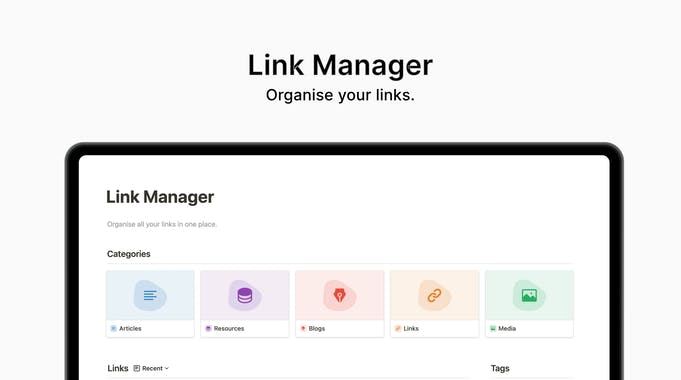 Link Manager
Organise your links.
Link Manager
Organise all your links in one place.
Categories
Articles Resources Blogs Links Media
Links Recent Tags